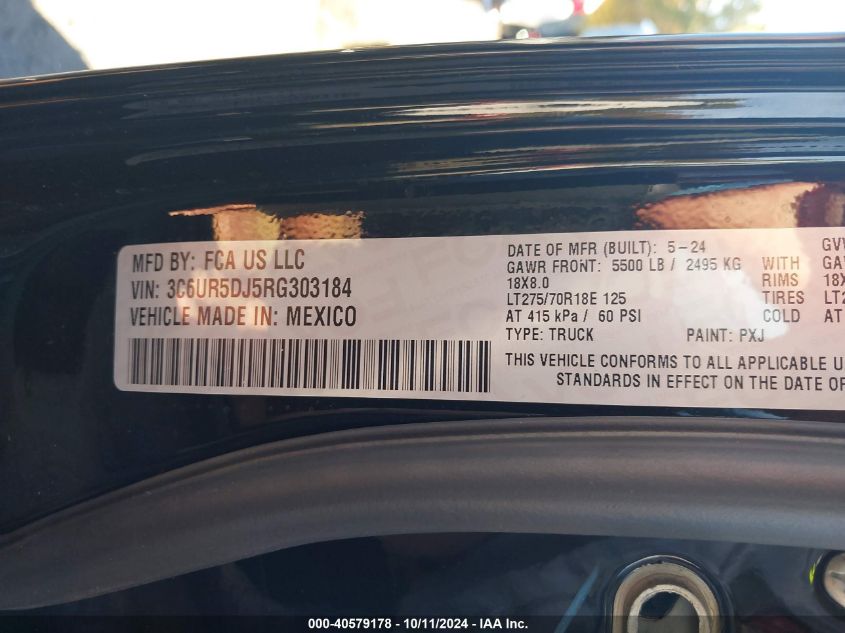 MFD BY: FCA US LLC
VIN: 3C6UR5DJ5RG303184
VEHICLE MADE IN: MEXICO
DATE OF MFR (BUILT): 5-24
GAWR FRONT: 5500 LB / 2495 KG WITH
18X8.0 RIMS 18X
LT275/70R18E 125 TIRES
AT 415 kPa / 60 PSI COLD AT
TYPE: TRUCK PAINT: PXJ
THIS VEHICLE CONFORMS TO ALL APPLICABLE
STANDARDS IN EFFECT ON THE DATE OF
000-40579178 - 10/11/2024 - IAAI Inc.